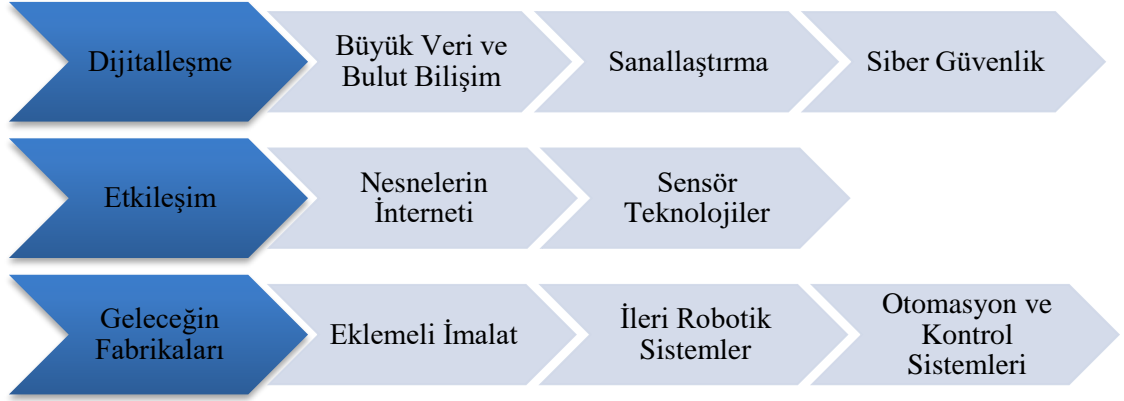 Dijitalleşme
Büyük Veri ve
Bulut Bilişim
Sanallaştırma
Siber Güvenlik
Etkileşim
Nesnelerin
İnterneti
Sensör
Teknolojiler
Geleceğin
Fabrikaları
Eklemeli İmalat
İleri Robotik
Sistemler
Otomasyon ve
Kontrol
Sistemleri